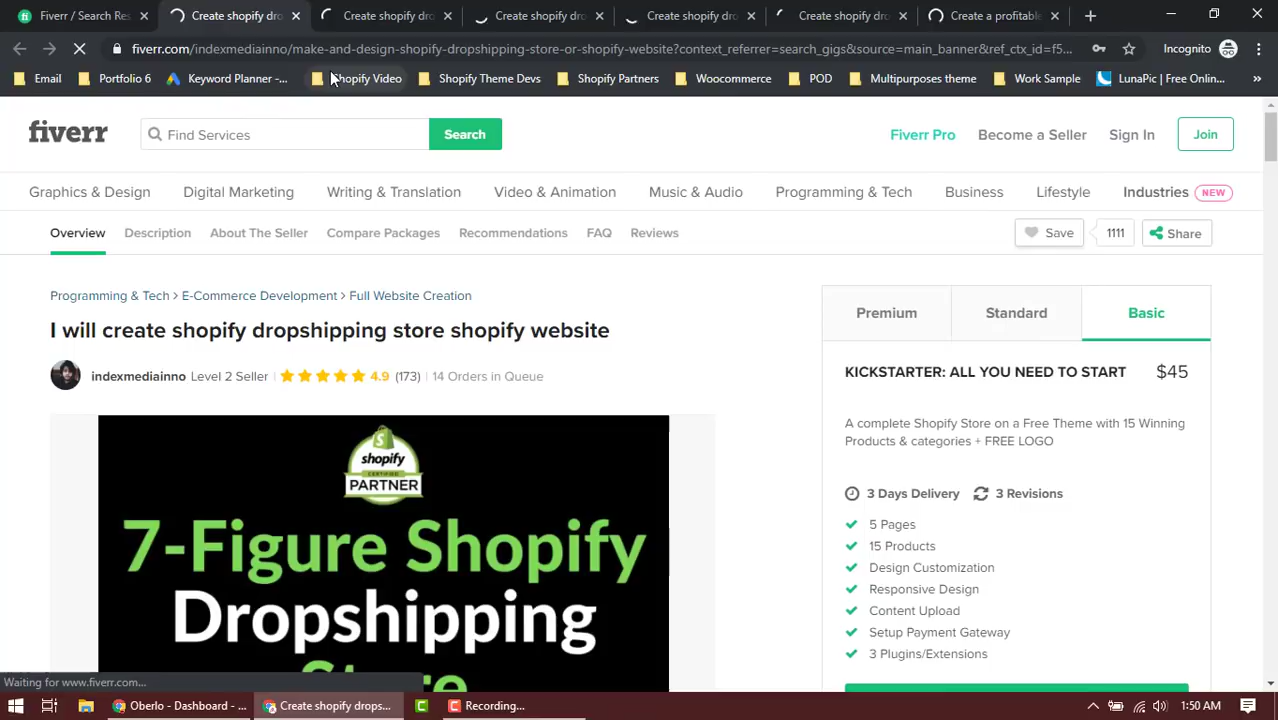 Fiverr / Search Res
Create shopify drops
Create shopify drop
Create shopify drop
Create shopify drop
Create shopify drop
Create a profitable
fiverr.com/indexmediainno/make-and-design-shopify-dropshipping-store-or-shopify-website?context_referrer=search_gigs&source=main_banner&ref_ctx_id=f5...
Incognito
Email
Portfolio 6
Keyword Planner -...
Shopify Video
Shopify Theme Devs
Shopify Partners
Woocommerce
POD
Multipurposes theme
Work Sample
LunaPic | Free Onlin...
»
fiverr
Find Services
Search
Fiverr Pro
Become a Seller
Sign In
Join
Graphics & Design
Digital Marketing
Writing & Translation
Video & Animation
Music & Audio
Programming & Tech
Business
Lifestyle
Industries NEW
Overview
Description
About The Seller
Compare Packages
Recommendations
FAQ
Reviews
Save
1111
Share
Programming & Tech > E-Commerce Development > Full Website Creation
I will create shopify dropshipping store shopify website
indexmediainno Level 2 Seller 4.9 (173) 14 Orders in Queue
shopify
CERTIFIED
PARTNER
7-Figure Shopify
Dropshipping
Store
Premium
Standard
Basic
KICKSTARTER: ALL YOU NEED TO START $45
A complete Shopify Store on a Free Theme with 15 Winning
Products & categories + FREE LOGO
3 Days Delivery 3 Revisions
5 Pages
15 Products
Design Customization
Responsive Design
Content Upload
Setup Payment Gateway
3 Plugins/Extensions
Waiting for www.fiverr.com...
Oberlo - Dashboard - ...
Create shopify drops...
Recording...
1:50 AM